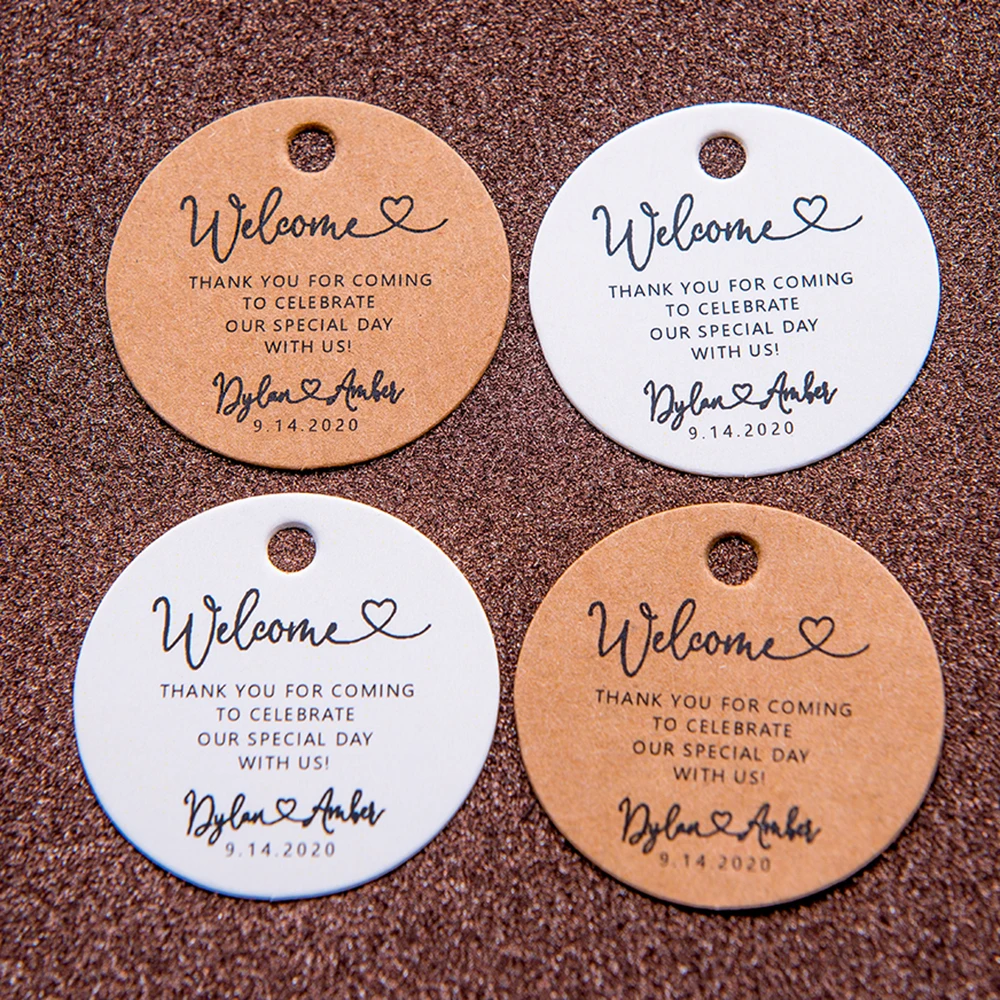 Welcome
THANK YOU FOR COMING
TO CELEBRATE
OUR SPECIAL DAY
WITH US!
Dylan Amber
9.14.2020
Welcome
THANK YOU FOR COMING
TO CELEBRATE
OUR SPECIAL DAY
WITH US!
Dylan Amber
9.14.2020
Welcome
THANK YOU FOR COMING
TO CELEBRATE
OUR SPECIAL DAY
WITH US!
Dylan Amber
9.14.2020
Welcome
THANK YOU FOR COMING
TO CELEBRATE
OUR SPECIAL DAY
WITH US!
Dylan Amber
9.14.2020